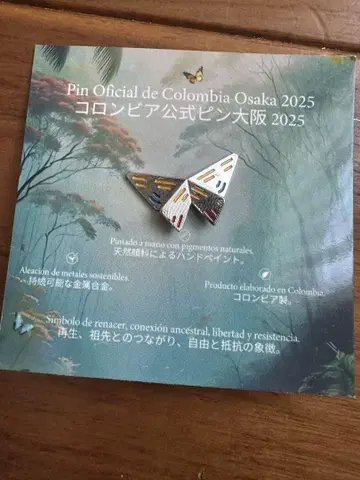 Pin Oficial de Colombia Osaka 2025
コロンビア公式ピン大阪 2025
Pintado a mano con pigmentos naturales.
天然顔料によるハンドペイント。
Aleación de metales sostenibles.
持続可能な金属合金。
Producto elaborado en Colombia.
コロンビア製。
Símbolo de renacer, conexión ancestral, libertad y resistencia.
再生、祖先とのつながり、自由と抵抗の象徴。